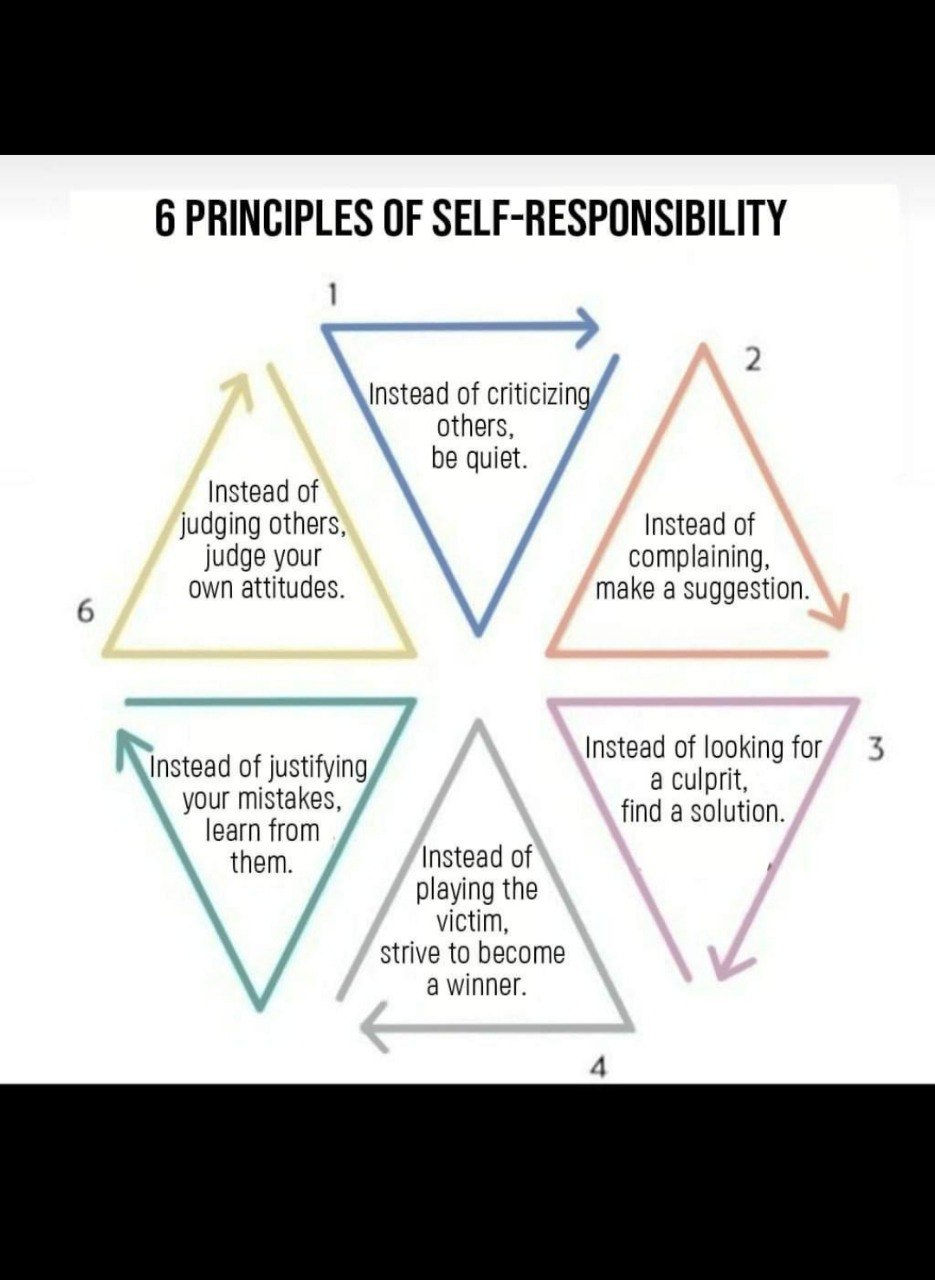 6 PRINCIPLES OF SELF-RESPONSIBILITY
1
Instead of criticizing
others,
be quiet.
2
Instead of
complaining,
make a suggestion.
3
Instead of looking for
a culprit,
find a solution.
4
Instead of
playing the
victim,
strive to become
a winner.
Instead of justifying
your mistakes,
learn from
them.
6
Instead of
judging others,
judge your
own attitudes.